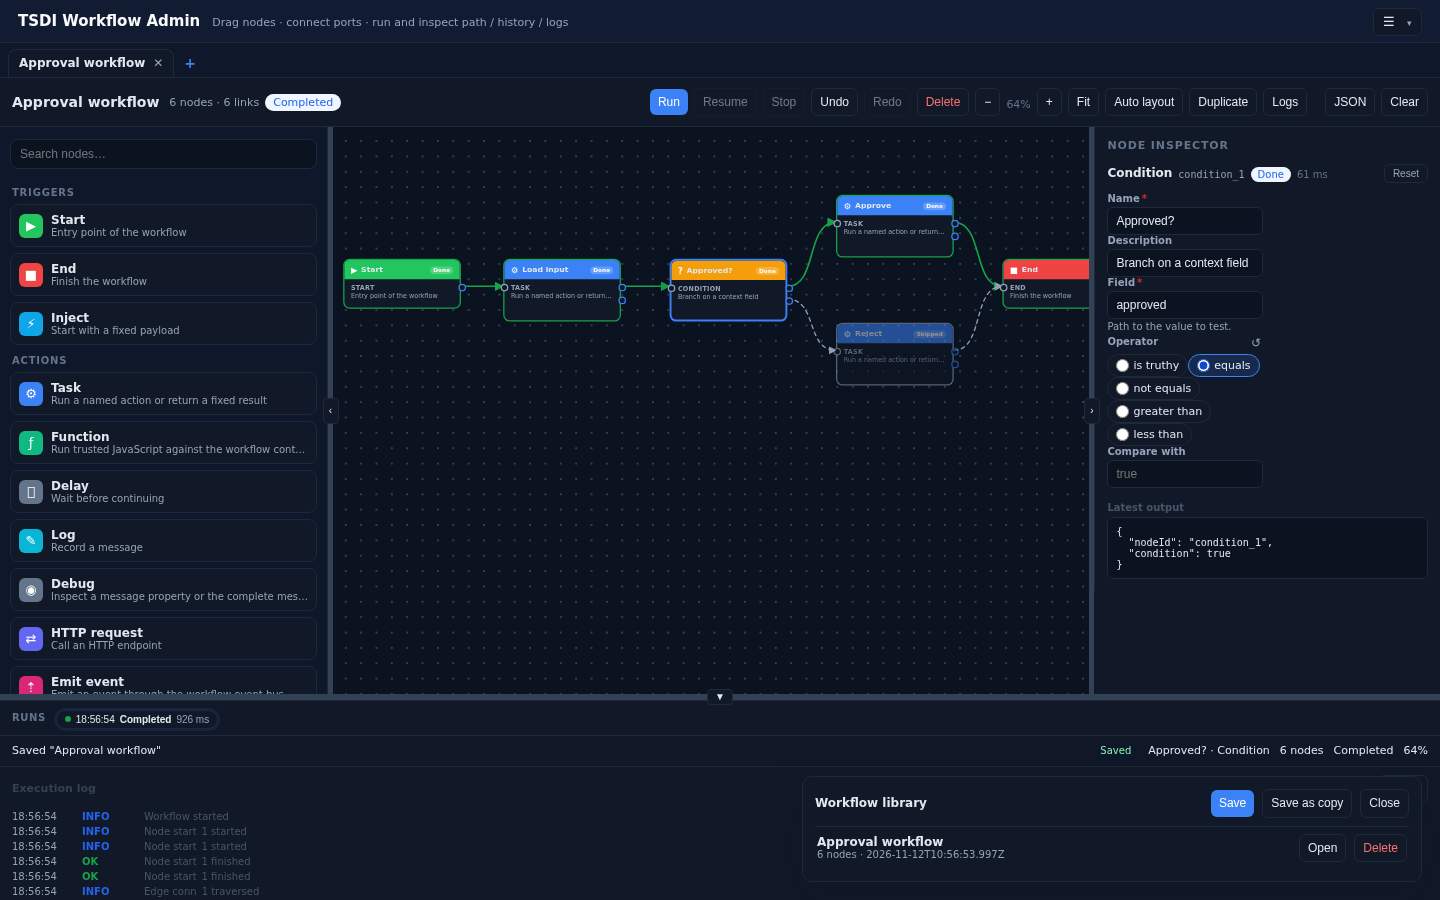 TSDI Workflow Admin Drag nodes · connect ports · run and inspect path / history / logs ☰ ▾
Approval workflow ✕ +
Approval workflow 6 nodes · 6 links Completed Run Resume Stop Undo Redo Delete − 64% + Fit Auto layout Duplicate Logs JSON Clear
Search nodes…
TRIGGERS
Start
Entry point of the workflow
End
Finish the workflow
Inject
Start with a fixed payload
ACTIONS
Task
Run a named action or return a fixed result
Function
Run trusted JavaScript against the workflow cont…
Delay
Wait before continuing
Log
Record a message
Debug
Inspect a message property or the complete mes…
HTTP request
Call an HTTP endpoint
Emit event
Emit an event through the workflow event bus
Start Done
START
Entry point of the workflow
Load input Done
TASK
Run a named action or return…
? Approved? Done
CONDITION
Branch on a context field
Approve Done
TASK
Run a named action or return…
Reject Skipped
TASK
Run a named action or return…
End
END
Finish the workflow
NODE INSPECTOR
Condition condition_1 Done 61 ms Reset
Name *
Approved?
Description
Branch on a context field
Field *
approved
Path to the value to test.
Operator ↺
is truthy equals
not equals
greater than
less than
Compare with
true
Latest output
{
"nodeId": "condition_1",
"condition": true
}
RUNS 18:56:54 Completed 926 ms
Saved "Approval workflow" Saved Approved? · Condition 6 nodes Completed 64%
Execution log
18:56:54 INFO Workflow started
18:56:54 INFO Node start_1 started
18:56:54 INFO Node start_1 started
18:56:54 OK Node start_1 finished
18:56:54 OK Node start_1 finished
18:56:54 INFO Edge conn_1 traversed
Workflow library Save Save as copy Close
Approval workflow
6 nodes · 2026-11-12T10:56:53.997Z
Open Delete